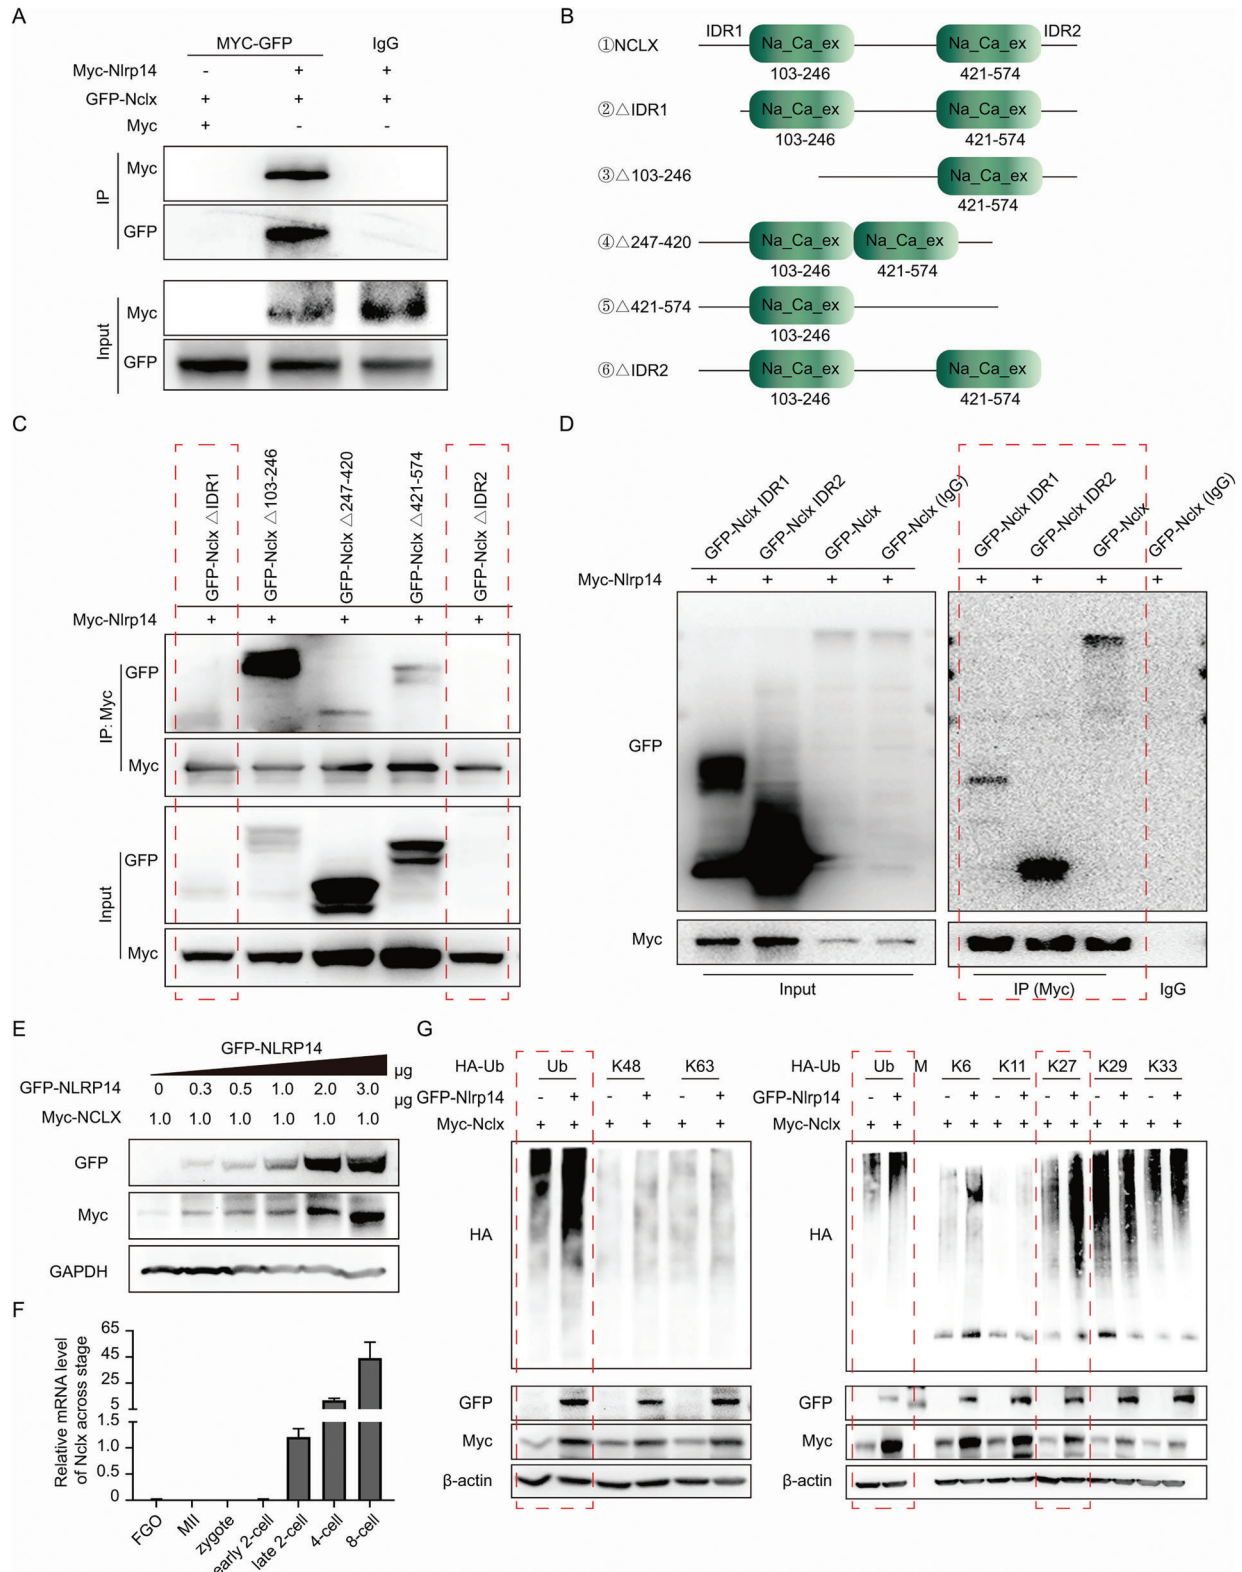 A
MYC-GFP IgG
Myc-Nlrp14 - + +
GFP-Nclx + + +
Myc + - -
IP
Myc
GFP
Input
Myc
GFP
B
①NCLX IDR1 Na_Ca_ex Na_Ca_ex IDR2
103-246 421-574
②△IDR1 Na_Ca_ex Na_Ca_ex
103-246 421-574
③△103-246 Na_Ca_ex
421-574
④△247-420 Na_Ca_ex Na_Ca_ex
103-246 421-574
⑤△421-574 Na_Ca_ex
103-246
⑥△IDR2 Na_Ca_ex Na_Ca_ex
103-246 421-574
C
GFP-Nclx △IDR1
GFP-Nclx △103-246
GFP-Nclx △247-420
GFP-Nclx △421-574
GFP-Nclx △IDR2
Myc-Nlrp14 + + + + +
IP: Myc
GFP
Myc
Input
GFP
Myc
D
GFP-Nclx IDR1
GFP-Nclx IDR2
GFP-Nclx
GFP-Nclx (IgG)
GFP-Nclx IDR1
GFP-Nclx IDR2
GFP-Nclx
GFP-Nclx (IgG)
Myc-Nlrp14 + + + + + + + +
GFP
Myc
Input IP (Myc) IgG
E
GFP-NLRP14
GFP-NLRP14 0 0.3 0.5 1.0 2.0 3.0 μg
Myc-NCLX 1.0 1.0 1.0 1.0 1.0 1.0 μg
GFP
Myc
GAPDH
F
Relative mRNA level
of Nclx across stage
65
45
25
5
1.5
1.0
0.5
0
FGO
MII
zygote
early 2-cell
late 2-cell
4-cell
8-cell
G
HA-Ub Ub K48 K63
GFP-Nlrp14 - + - + - +
Myc-Nclx + + + + + +
HA
GFP
Myc
β-actin
HA-Ub Ub M K6 K11 K27 K29 K33
GFP-Nlrp14 - + - + - + - + - + - +
Myc-Nclx + + + + + + + + + + + +
HA
GFP
Myc
β-actin